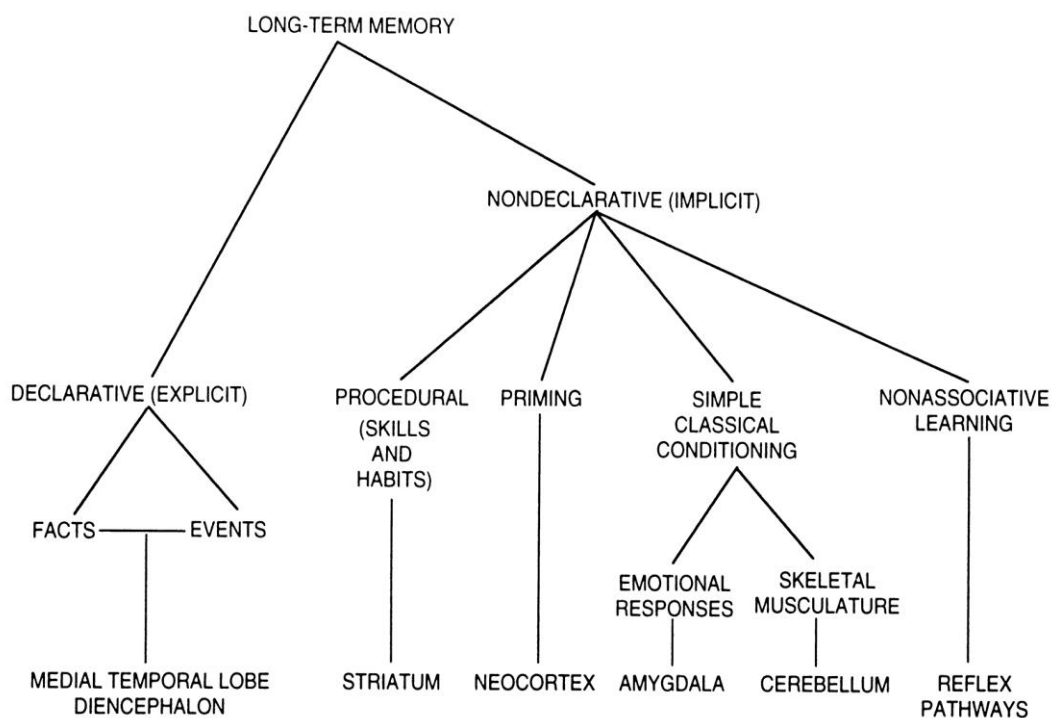 LONG-TERM MEMORY
NONDECLARATIVE (IMPLICIT)
DECLARATIVE (EXPLICIT)
PROCEDURAL
(SKILLS
AND
HABITS)
PRIMING
SIMPLE
CLASSICAL
CONDITIONING
NONASSOCIATIVE
LEARNING
FACTS
EVENTS
EMOTIONAL
RESPONSES
SKELETAL
MUSCULATURE
MEDIAL TEMPORAL LOBE
DIENCEPHALON
STRIATUM
NEOCORTEX
AMYGDALA
CEREBELLUM
REFLEX
PATHWAYS